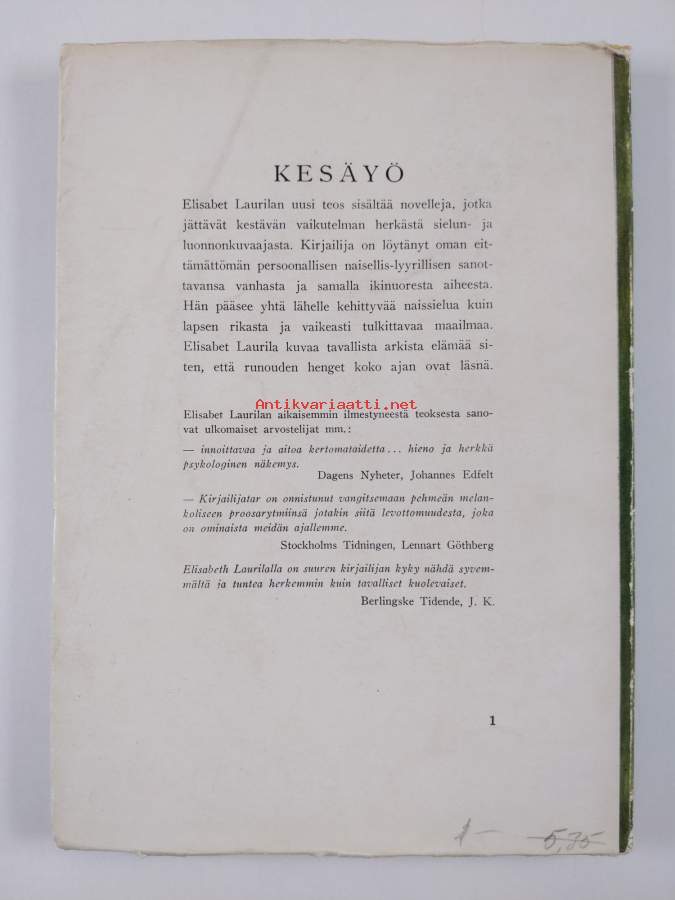 KESÄYÖ
Elisabet Laurilan uusi teos sisältää novelleja, jotka
jättävät kestävän vaikutelman herkästä sielun- ja
luonnonkuvaajasta. Kirjailija on löytänyt oman eit-
tämättömän persoonallisen naisellis-lyyrillisen sanot-
tavansa vanhasta ja samalla ikinuoresta aiheesta.
Hän pääsee yhtä lähelle kehittyvää naissielua kuin
lapsen rikasta ja vaikeasti tulkittavaa maailmaa.
Elisabet Laurila kuvaa tavallista arkista elämää si-
ten, että runouden henget koko ajan ovat läsnä.
Antikvariaatti.net
Elisabet Laurilan aikaisemmin ilmestyneestä teoksesta sano-
vat ulkomaiset arvostelijat mm.:
— innoittavaa ja aitoa kertomataidetta... hieno ja herkkä
psykologinen näkemys.
Dagens Nyheter, Johannes Edfelt
— Kirjailijatar on onnistunut vangitsemaan pehmeän melan-
koliseen proosarytmiinsä jotakin siitä levottomuudesta, joka
on ominaista meidän ajallemme.
Stockholms Tidningen, Lennart Göthberg
Elisabeth Laurilalla on suuren kirjailijan kyky nähdä syvem-
mältä ja tuntea herkemmin kuin tavalliset kuolevaiset.
Berlingske Tidende, J. K.
1
1— 5,75